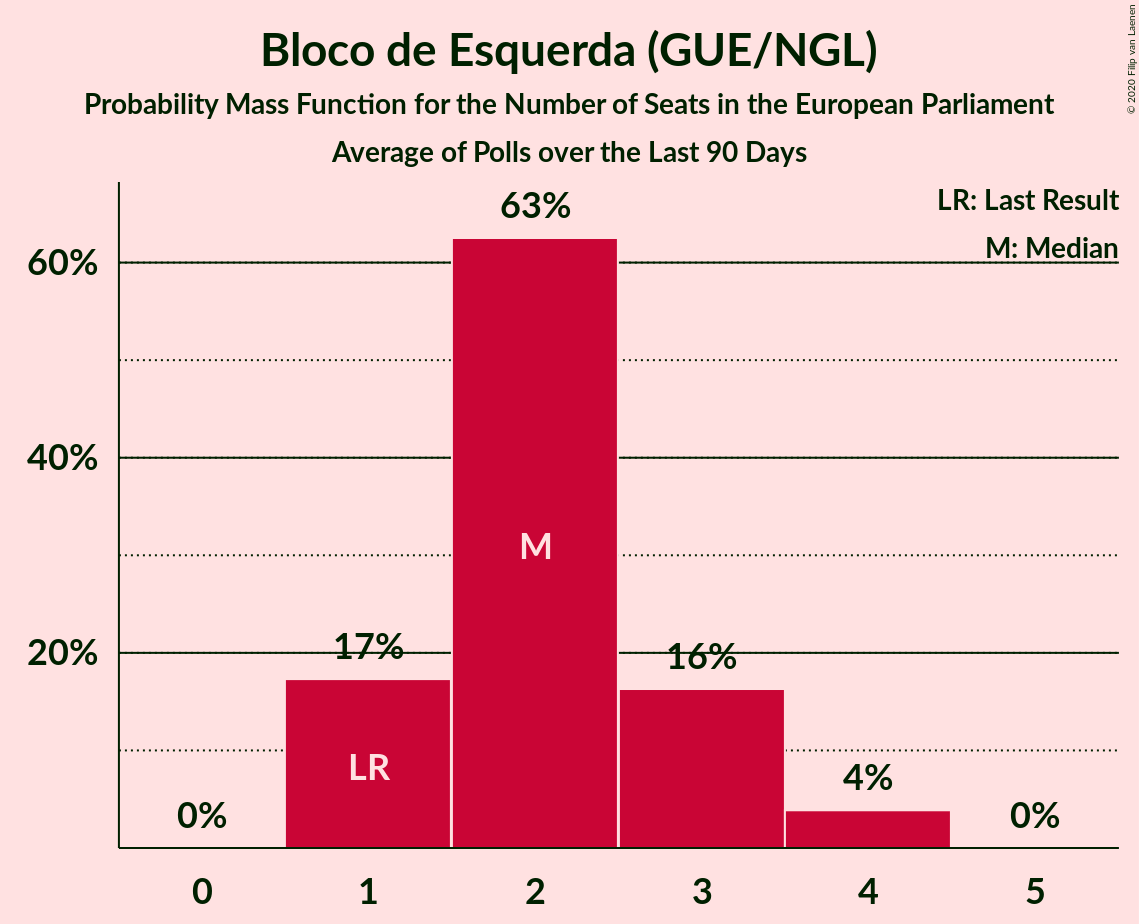 Bloco de Esquerda (GUE/NGL)
Probability Mass Function for the Number of Seats in the European Parliament
Average of Polls over the Last 90 Days
© 2020 Filip van Laenen
LR: Last Result
M: Median
60%
40%
20%
0%
17%
63%
16%
4%
0%
LR
M
0
1
2
3
4
5